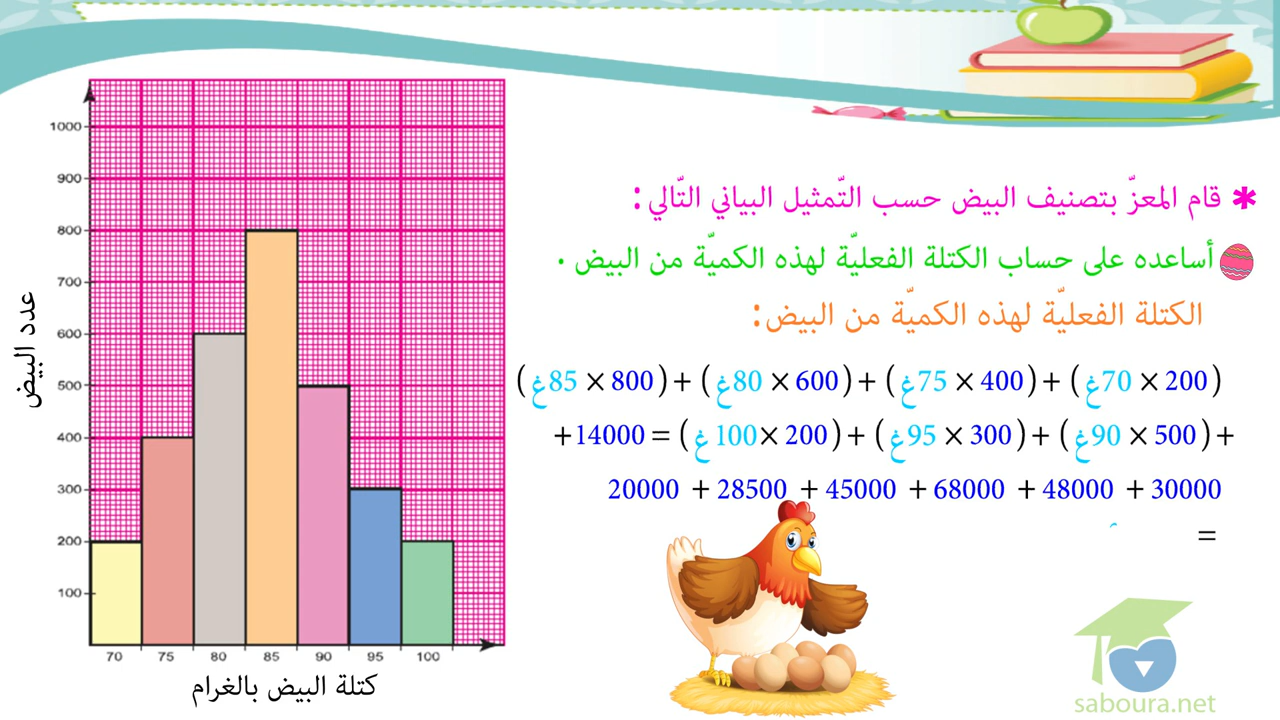 ✱ قام المعزّ بتصنيف البيض حسب التّمثيل البياني التّالي :
أساعده على حساب الكتلة الفعليّة لهذه الكميّة من البيض .
الكتلة الفعليّة لهذه الكميّة من البيض :
(200 × 70غ) + (400 × 75غ) + (600 × 80غ) + (800 × 85غ)
+ (500 × 90غ) + (300 × 95غ) + (200 × 100غ) = 14000+
30000 + 48000 + 68000 + 45000 + 28500 + 20000
=
عدد البيض
1000
900
800
700
600
500
400
300
200
100
70 75 80 85 90 95 100
كتلة البيض بالغرام
saboura.net